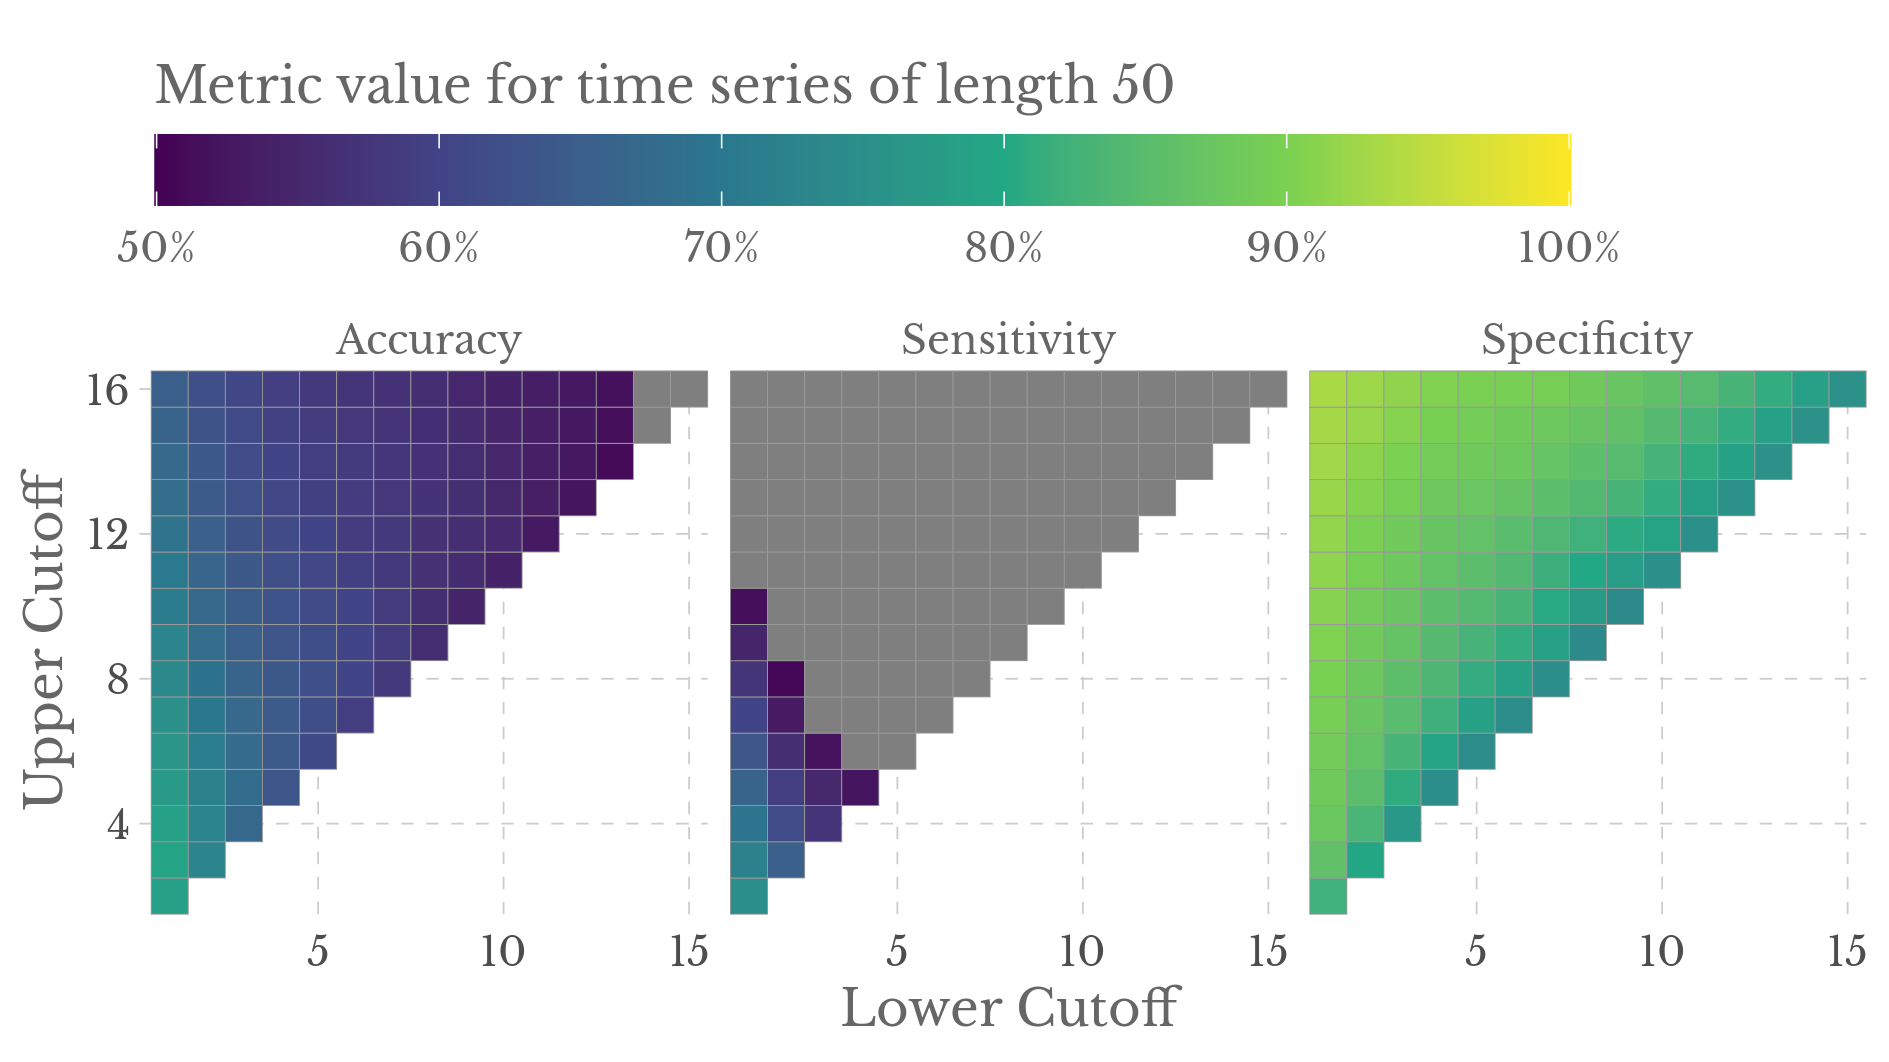 Metric value for time series of length 50
50% 60% 70% 80% 90% 100%
Accuracy Sensitivity Specificity
16
12
8
4
Upper Cutoff
5 10 15 5 10 15 5 10 15
Lower Cutoff